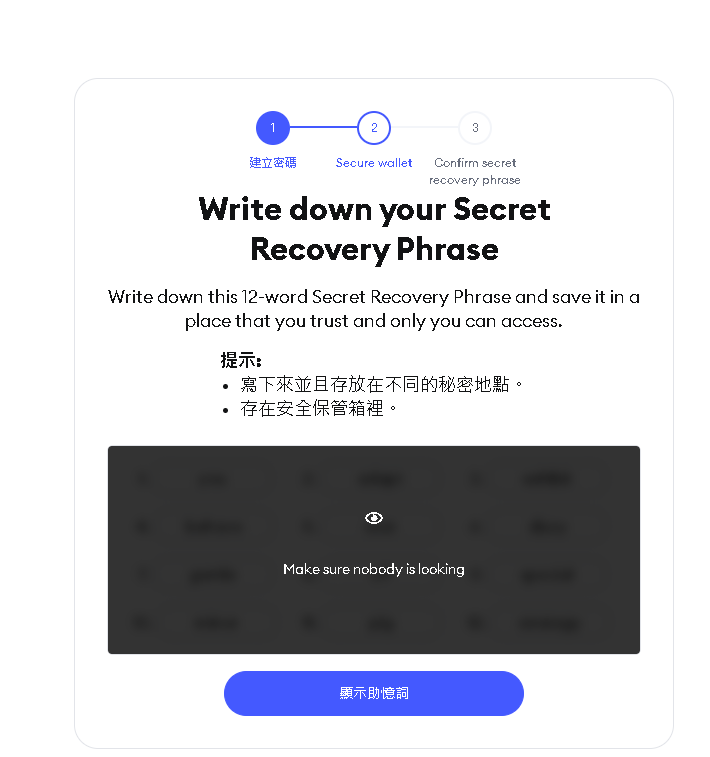 1
2
3
建立密碼
Secure wallet
Confirm secret
recovery phrase
Write down your Secret
Recovery Phrase
Write down this 12-word Secret Recovery Phrase and save it in a
place that you trust and only you can access.
提示:
• 寫下來並且存放在不同的秘密地點。
• 存在安全保管箱裡。
Make sure nobody is looking
顯示助憶詞